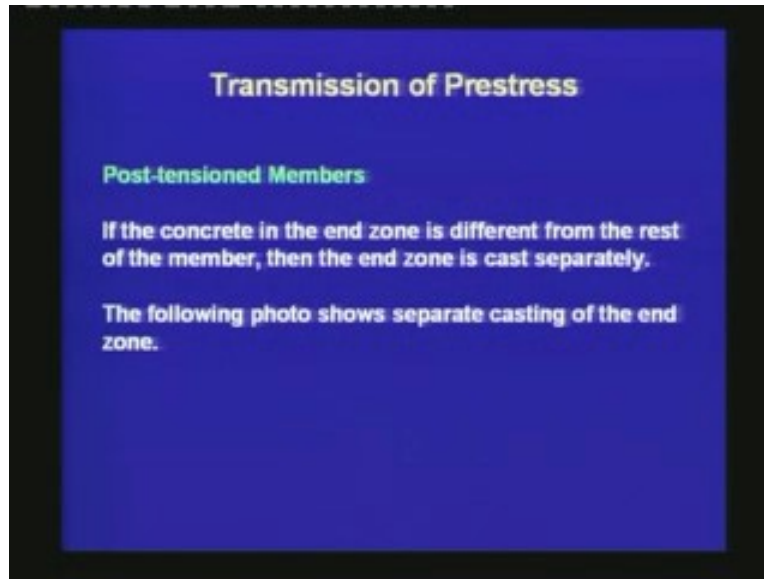 Transmission of Prestress
Post-tensioned Members
If the concrete in the end zone is different from the rest
of the member, then the end zone is cast separately.
The following photo shows separate casting of the end
zone.